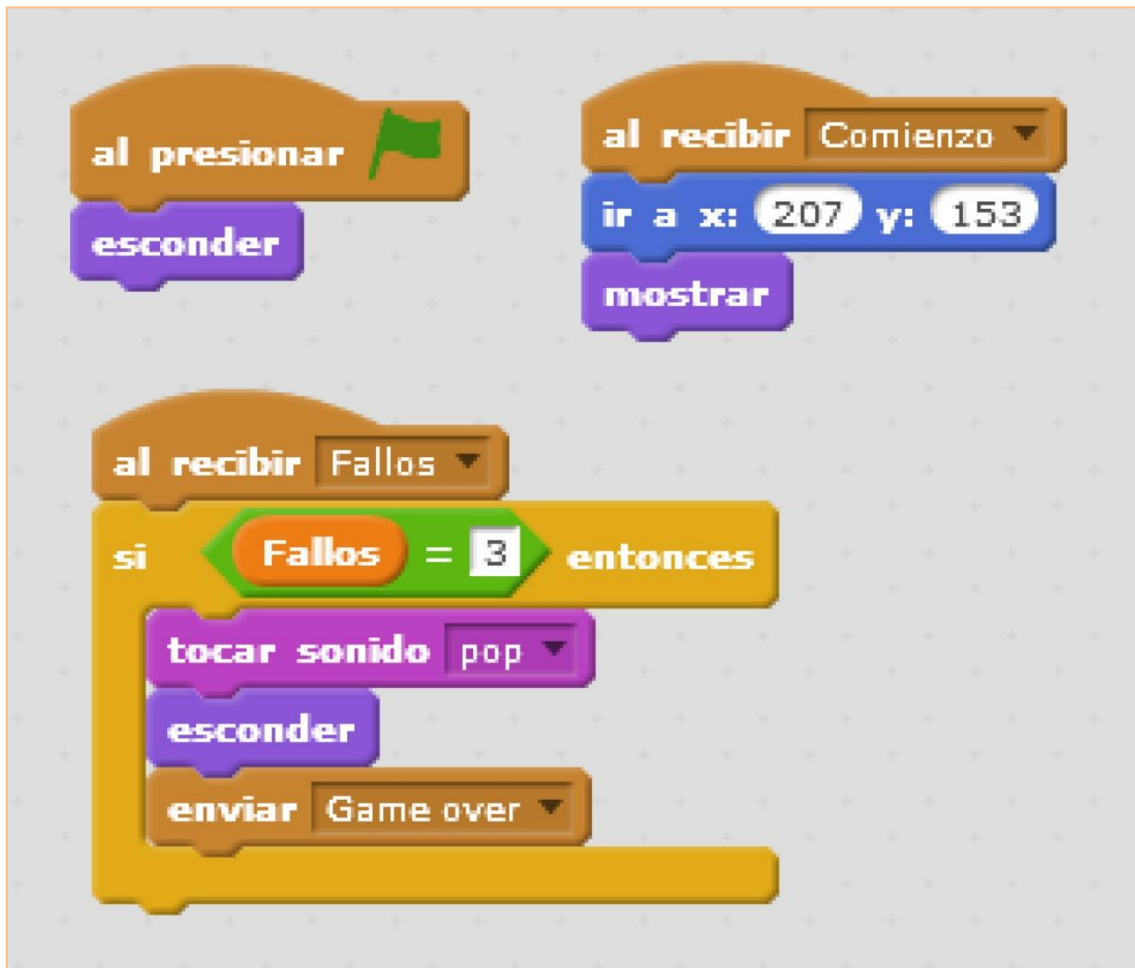 al presionar
esconder
al recibir Comienzo
ir a x: 207 y: 153
mostrar
al recibir Fallos
si Fallos = 3 entonces
tocar sonido pop
esconder
enviar Game over